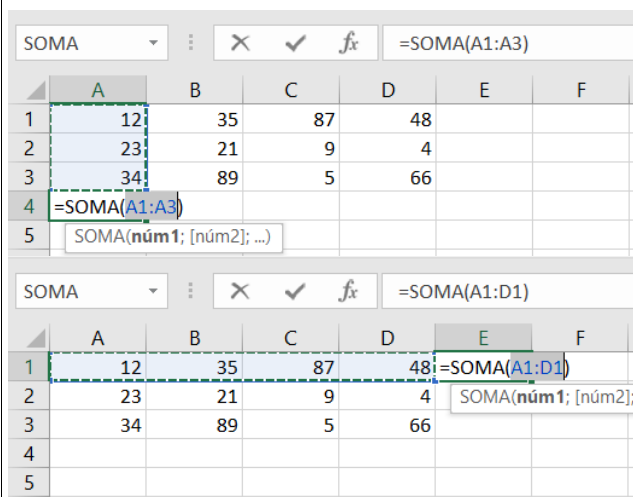 SOMA fx =SOMA(A1:A3)
A B C D E F
1 12 35 87 48
2 23 21 9 4
3 34 89 5 66
4 =SOMA(A1:A3)
5 SOMA(núm1; [núm2]; ...)
SOMA fx =SOMA(A1:D1)
A B C D E F
1 12 35 87 48 =SOMA(A1:D1)
2 23 21 9 4 SOMA(núm1; [núm2];
3 34 89 5 66
4
5